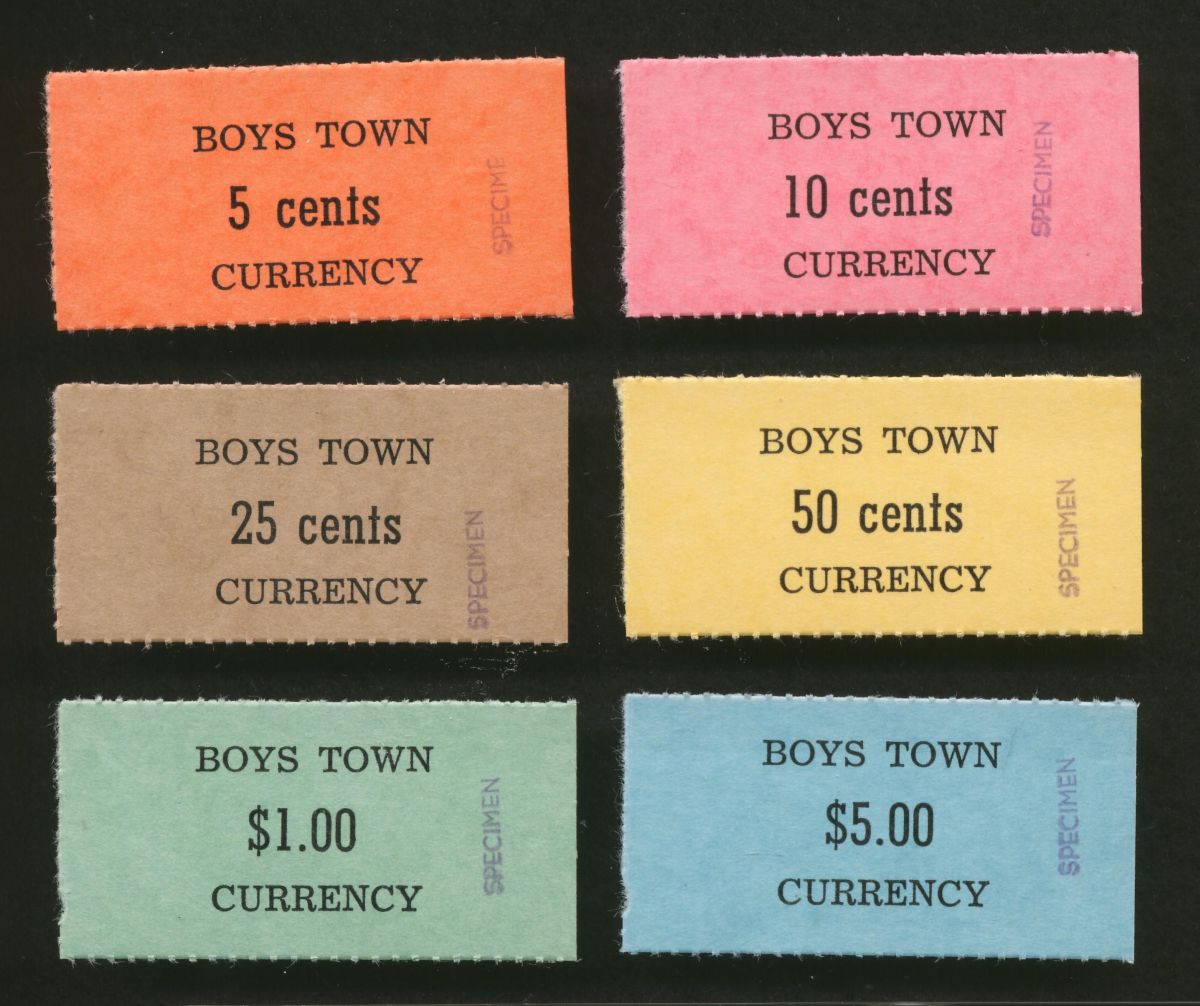 BOYS TOWN
5 cents
CURRENCY
SPECIME
BOYS TOWN
10 cents
CURRENCY
SPECIMEN
BOYS TOWN
25 cents
CURRENCY
SPECIMEN
BOYS TOWN
50 cents
CURRENCY
SPECIMEN
BOYS TOWN
$1.00
CURRENCY
SPECIMEN
BOYS TOWN
$5.00
CURRENCY
SPECIMEN